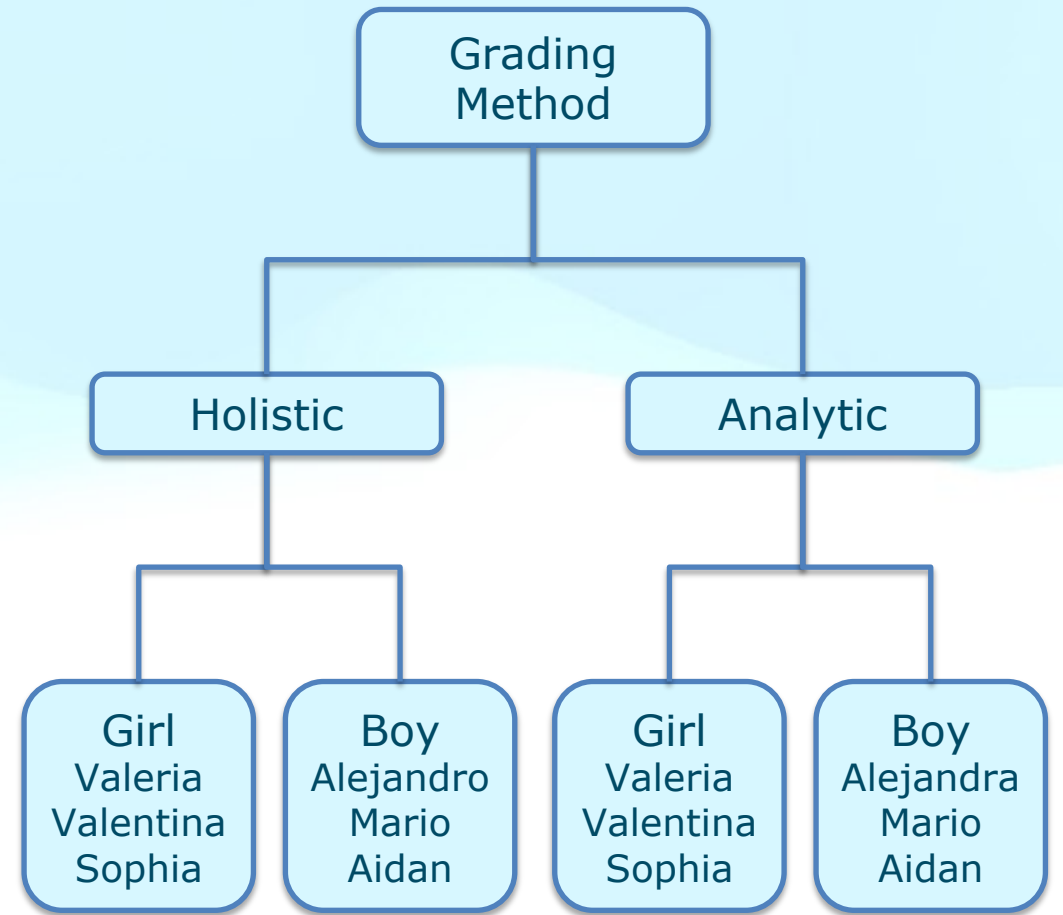 Grading
Method
Holistic
Analytic
Girl
Valeria
Valentina
Sophia
Boy
Alejandro
Mario
Aidan
Girl
Valeria
Valentina
Sophia
Boy
Alejandra
Mario
Aidan